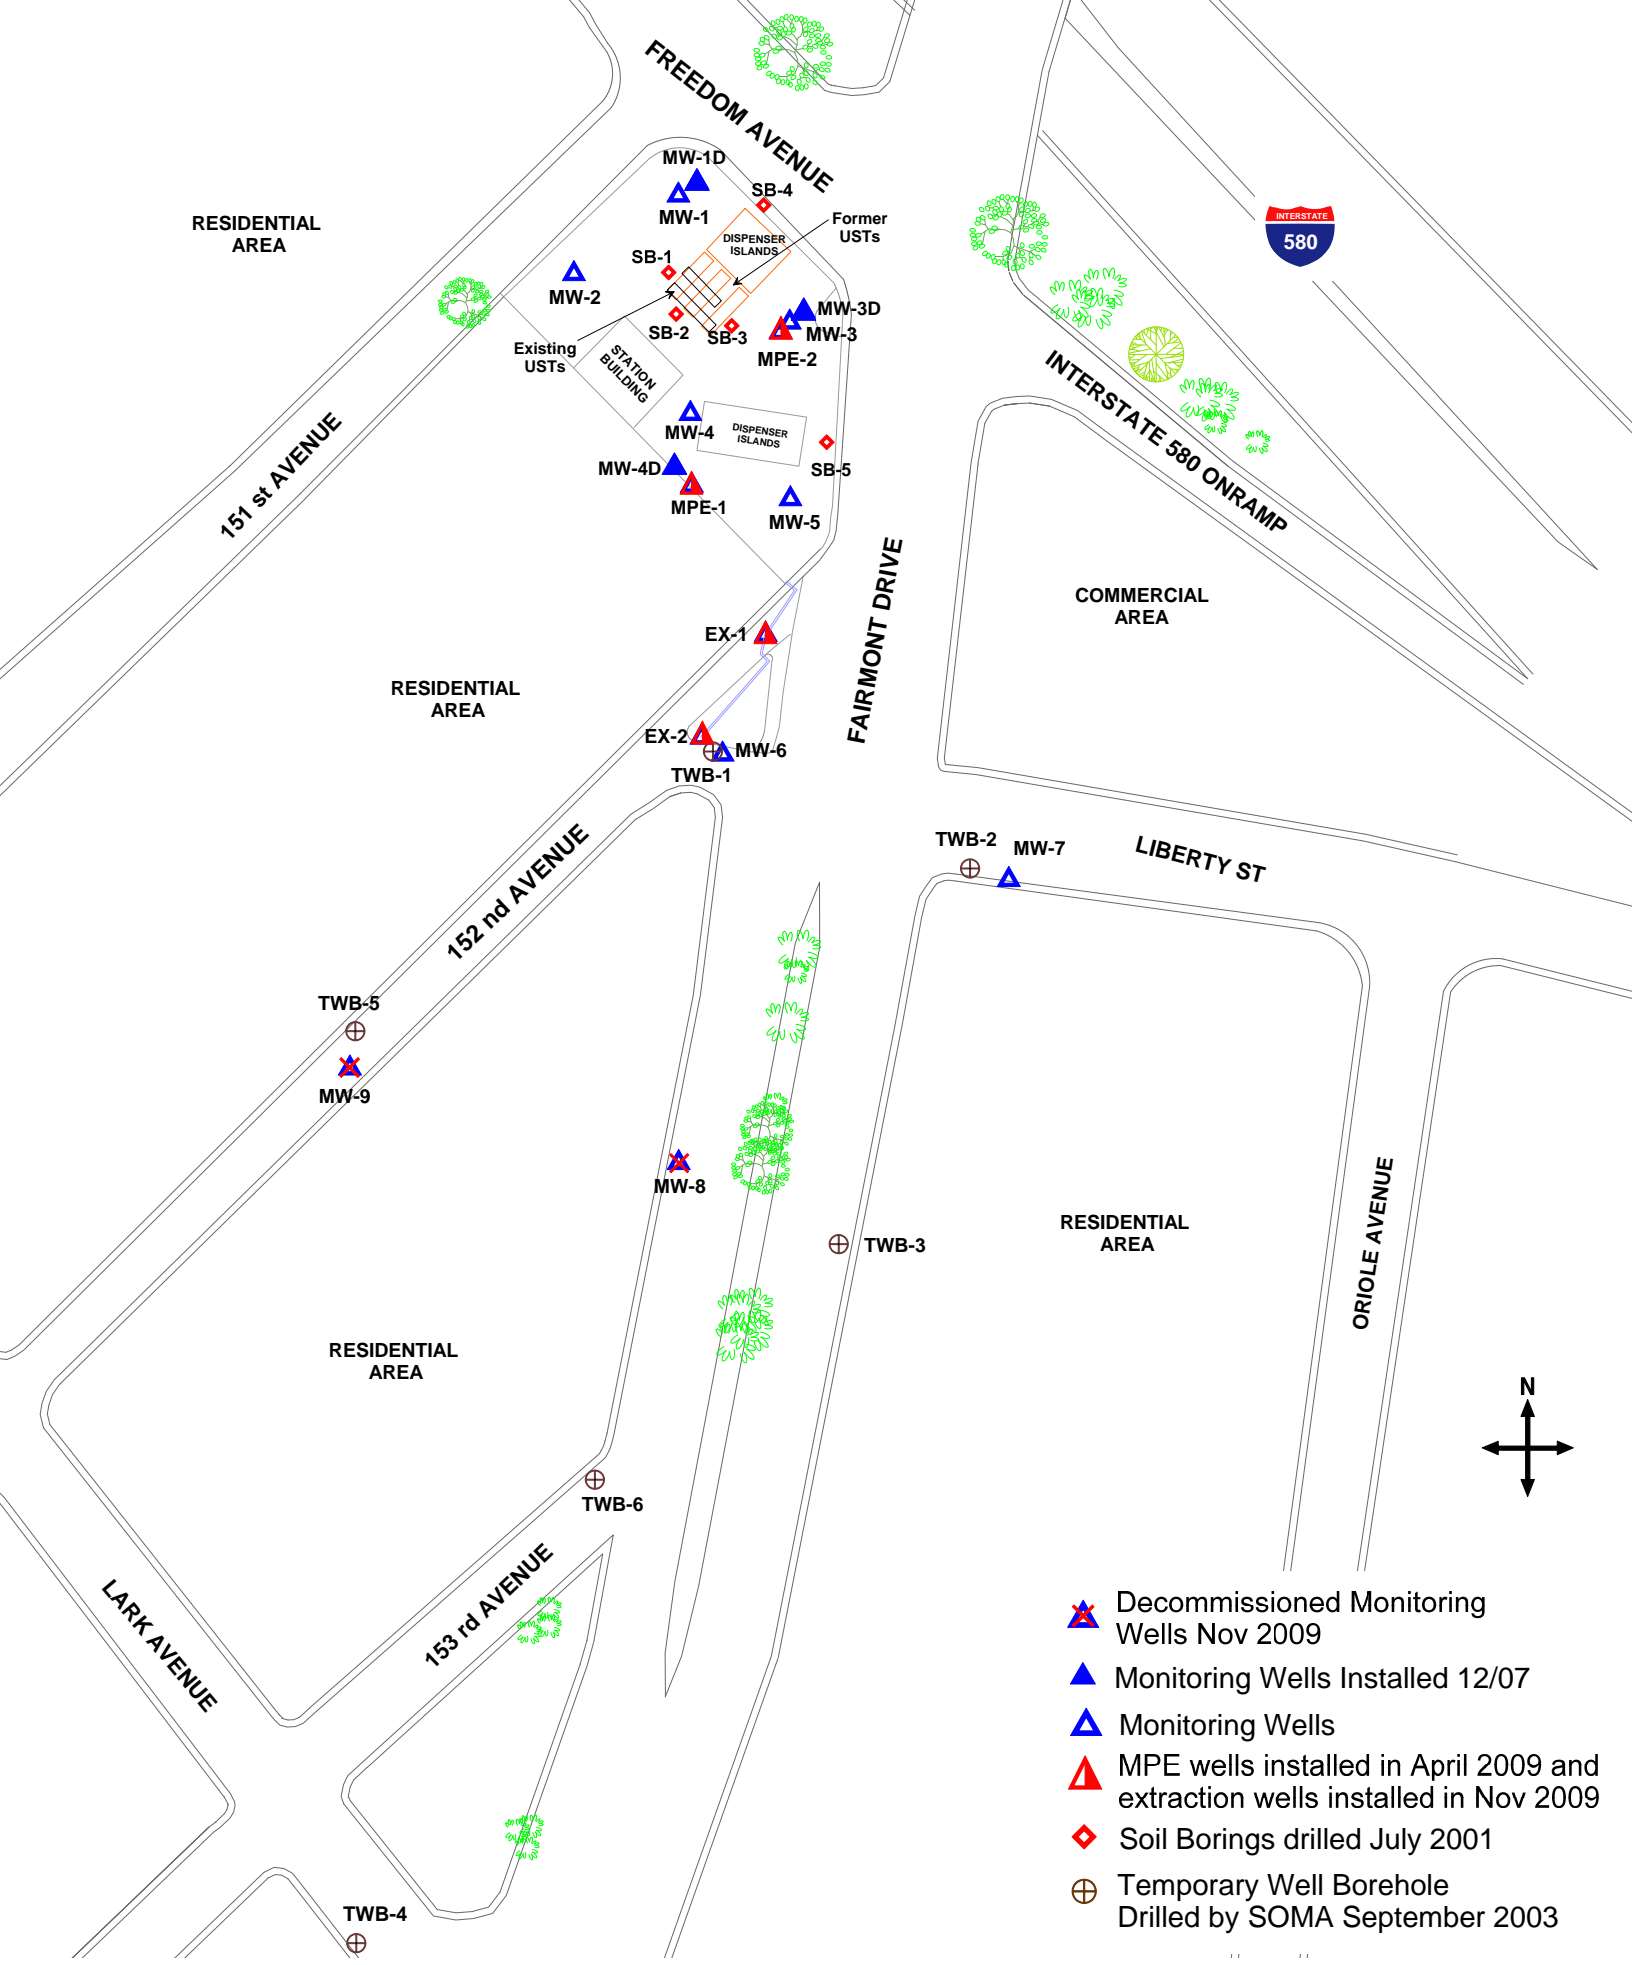 FREEDOM AVENUE
MW-1D
SB-4
MW-1
RESIDENTIAL
AREA
Former
USTs
INTERSTATE
580
DISPENSER
ISLANDS
SB-1
MW-2
MW-3D
SB-2
SB-3
MW-3
Existing
USTs
MPE-2
STATION
BUILDING
INTERSTATE 580 ONRAMP
MW-4
DISPENSER
ISLANDS
MW-4D
SB-5
151 st AVENUE
MPE-1
MW-5
COMMERCIAL
AREA
EX-1
FAIRMONT DRIVE
RESIDENTIAL
AREA
EX-2
MW-6
TWB-1
TWB-2
MW-7
LIBERTY ST
152 nd AVENUE
TWB-5
MW-9
MW-8
TWB-3
RESIDENTIAL
AREA
ORIOLE AVENUE
RESIDENTIAL
AREA
N
TWB-6
153 rd AVENUE
LARK AVENUE
TWB-4
Decommissioned Monitoring
Wells Nov 2009
Monitoring Wells Installed 12/07
Monitoring Wells
MPE wells installed in April 2009 and
extraction wells installed in Nov 2009
Soil Borings drilled July 2001
Temporary Well Borehole
Drilled by SOMA September 2003